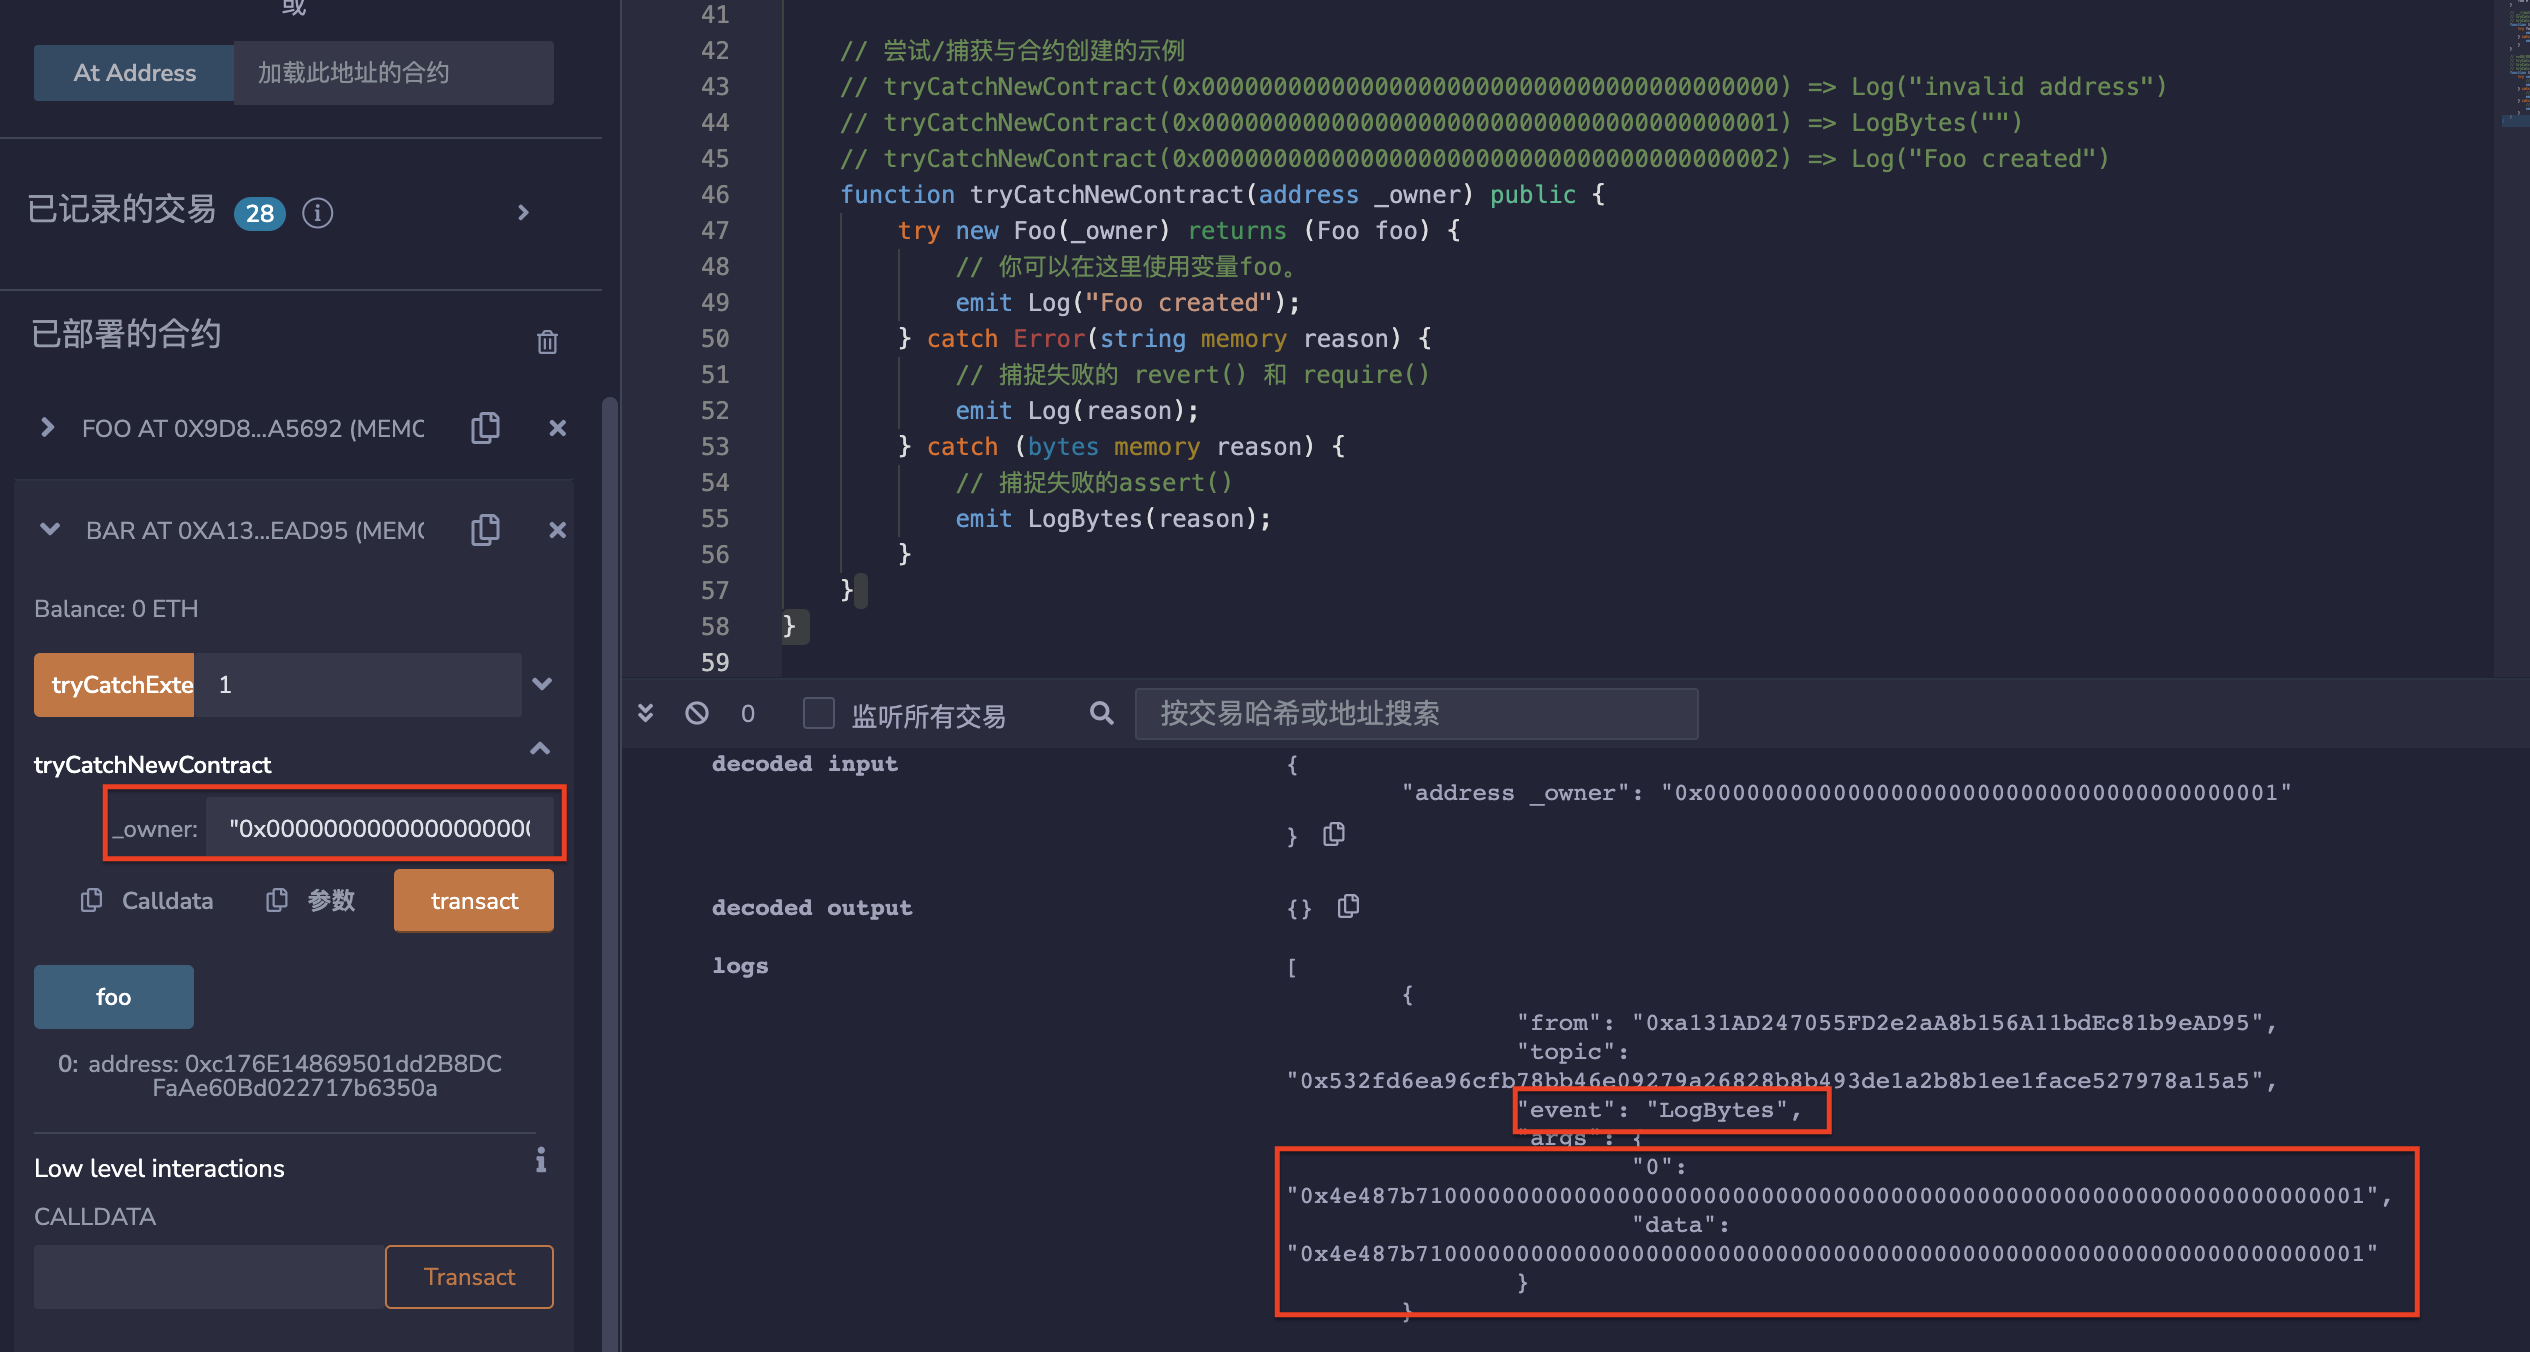 或
At Address
加载此地址的合约
已记录的交易 28
已部署的合约
FOO AT 0X9D8...A5692 (MEMC
BAR AT 0XA13...EAD95 (MEM
Balance: 0 ETH
tryCatchExte
1
tryCatchNewContract
_owner:
"0x0000000000000000000
Calldata
参数
transact
foo
0: address: 0xc176E14869501dd2B8DC
FaAe60Bd022717b6350a
Low level interactions
CALLDATA
Transact
41
42 // 尝试/捕获与合约创建的示例
43 // tryCatchNewContract(0x0000000000000000000000000000000000000000) => Log("invalid address")
44 // tryCatchNewContract(0x0000000000000000000000000000000000000001) => LogBytes("")
45 // tryCatchNewContract(0x0000000000000000000000000000000000000002) => Log("Foo created")
46 function tryCatchNewContract(address _owner) public {
47 try new Foo(_owner) returns (Foo foo) {
48 // 你可以在这里使用变量foo。
49 emit Log("Foo created");
50 } catch Error(string memory reason) {
51 // 捕捉失败的 revert() 和 require()
52 emit Log(reason);
53 } catch (bytes memory reason) {
54 // 捕捉失败的assert()
55 emit LogBytes(reason);
56 }
57 }
58 }
59
0
监听所有交易
按交易哈希或地址搜索
decoded input {
"address _owner": "0x0000000000000000000000000000000000000001"
}
decoded output {}
logs [
{
"from": "0xa131AD247055FD2e2aA8b156A11bdEc81b9eAD95",
"topic":
"0x532fd6ea96cfb78bb46e09279a26828b8b493de1a2b8b1ee1face527978a15a5",
"event": "LogBytes",
"args": {
"0":
"0x4e487b710000000000000000000000000000000000000000000000000000000000000001",
"data":
"0x4e487b710000000000000000000000000000000000000000000000000000000000000001"
}
}